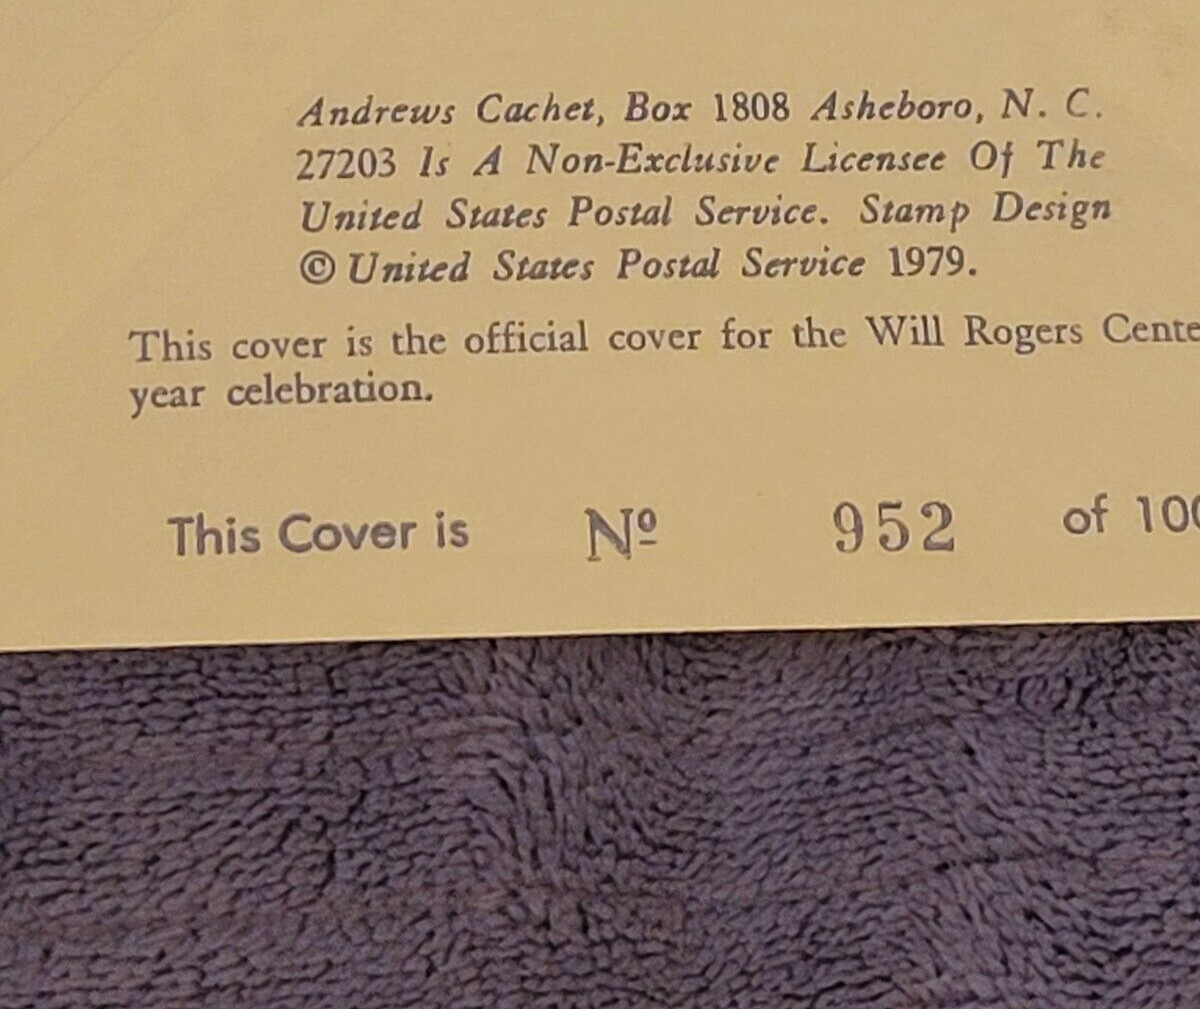 Andrews Cachet, Box 1808 Asheboro, N. C.
27203 Is A Non-Exclusive Licensee Of The
United States Postal Service. Stamp Design
© United States Postal Service 1979.
This cover is the official cover for the Will Rogers Cente
year celebration.
This Cover is Nº 952 of 100